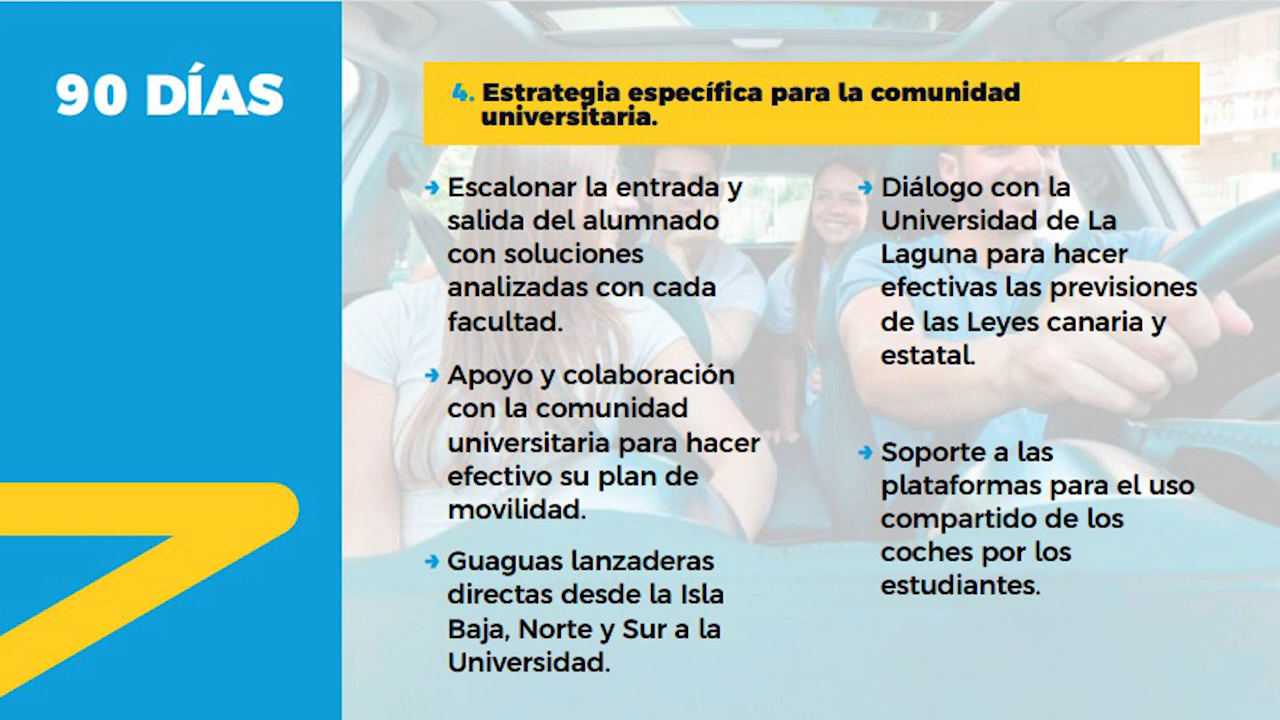 90 DÍAS
4. Estrategia específica para la comunidad
universitaria.
Escalonar la entrada y
salida del alumnado
con soluciones
analizadas con cada
facultad.
Apoyo y colaboración
con la comunidad
universitaria para hacer
efectivo su plan de
movilidad.
Guaguas lanzaderas
directas desde la Isla
Baja, Norte y Sur a la
Universidad.
Diálogo con la
Universidad de La
Laguna para hacer
efectivas las previsiones
de las Leyes canaria y
estatal.
Soporte a las
plataformas para el uso
compartido de los
coches por los
estudiantes.